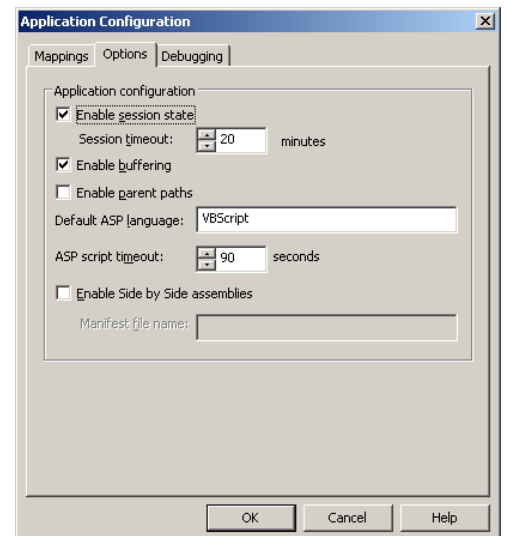 Application Configuration
Mappings Options Debugging
Application configuration
Enable session state
Session timeout: 20 minutes
Enable buffering
Enable parent paths
Default ASP language: VBScript
ASP script timeout: 90 seconds
Enable Side by Side assemblies
Manifest file name:
OK Cancel Help